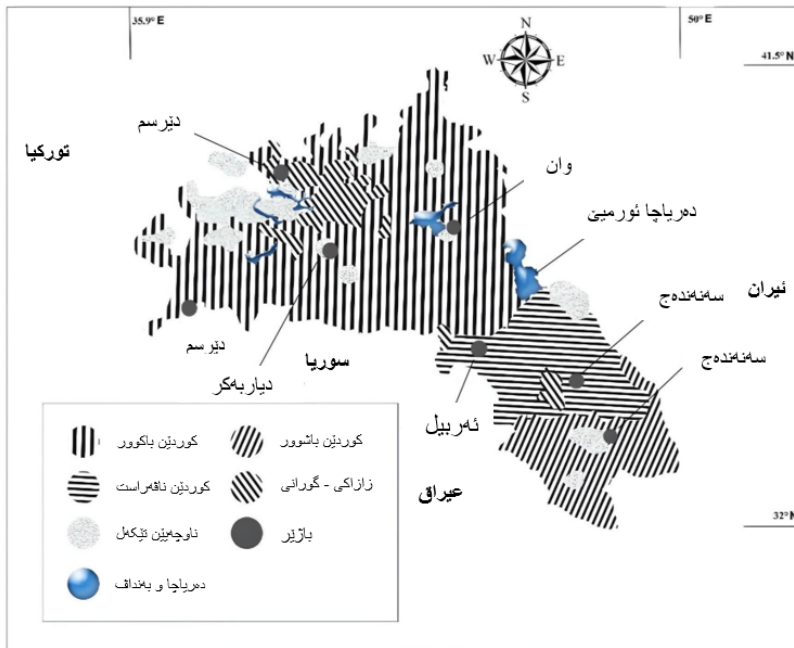 35.9° E
50° E
N
41.5° N
W
E
S
دێرسم
تورکیا
وان
دەریاچا ئورمیێ
سەنەندەج
ئیران
دێرسم
سوریا
سەنەندەج
دیاربەکر
ئەربیل
کوردێن باکوور
کوردێن باشوور
عیراق
کوردێن ناڤەراست
زازاکی - گورانی
32° N
ناوچەیێن تێکەل
باژێر
دەریاچا و بەنداڤ